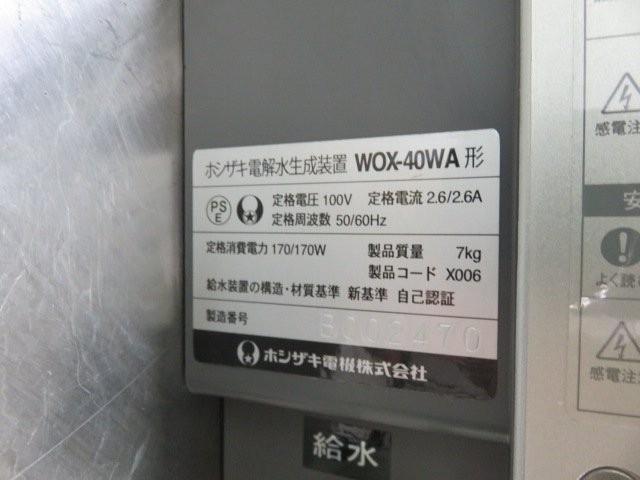 ホシザキ電解水生成装置 WOX-40WA 形
PS E 定格電圧 100V 定格電流 2.6/2.6A
定格周波数 50/60Hz
定格消費電力 170/170W 製品質量 7kg
製品コード X006
給水装置の構造・材質基準 新基準 自己認証
製造番号 B002470
ホシザキ電機株式会社
給水
感電注
安
よく読
感電注